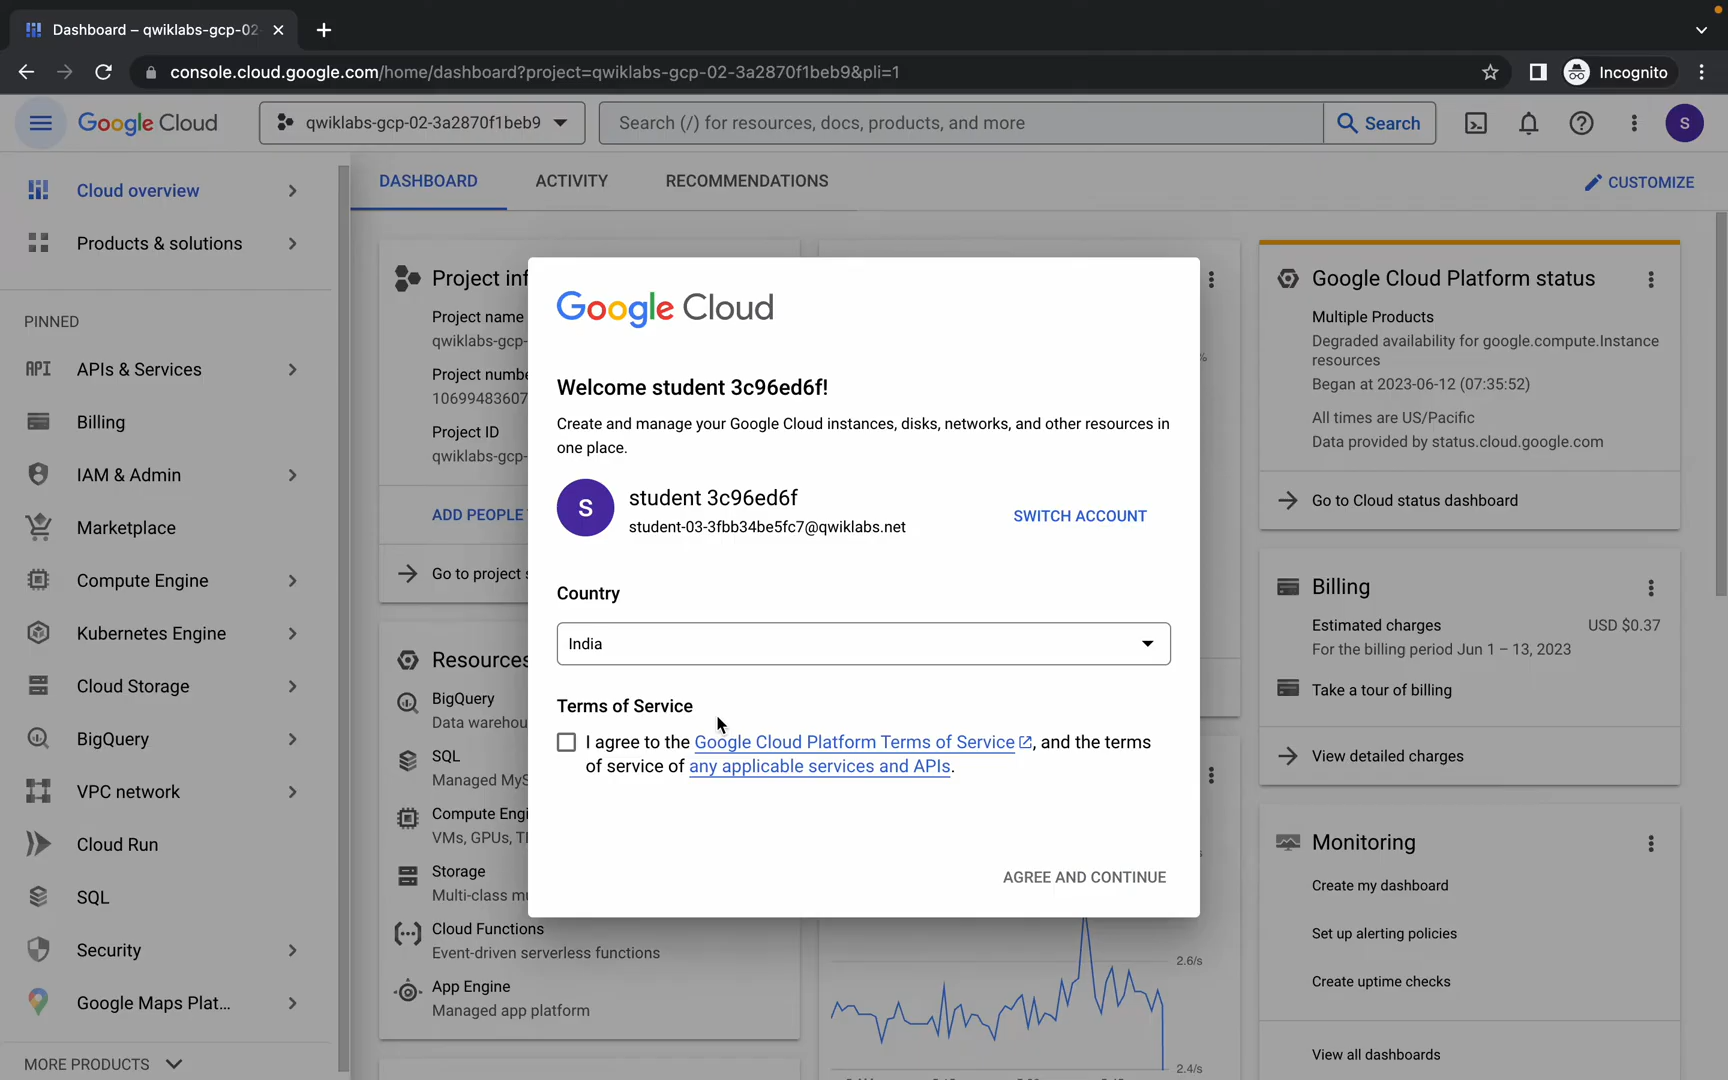 Dashboard – qwiklabs-gcp-02
console.cloud.google.com/home/dashboard?project=qwiklabs-gcp-02-3a2870f1beb9&pli=1
Incognito
Google Cloud
qwiklabs-gcp-02-3a2870f1beb9
Search (/) for resources, docs, products, and more
Search
S
Cloud overview
Products & solutions
PINNED
API
APIs & Services
Billing
IAM & Admin
Marketplace
Compute Engine
Kubernetes Engine
Cloud Storage
BigQuery
VPC network
Cloud Run
SQL
Security
Google Maps Plat...
MORE PRODUCTS
DASHBOARD
ACTIVITY
RECOMMENDATIONS
CUSTOMIZE
Project inf
Project name
qwiklabs-gcp-
Project numbe
10699483607
Project ID
qwiklabs-gcp-
ADD PEOPLE
Go to project s
Resources
BigQuery
Data warehou
SQL
Managed MyS
Compute Engi
VMs, GPUs, T
Storage
Multi-class mu
Cloud Functions
Event-driven serverless functions
App Engine
Managed app platform
Google Cloud
Welcome student 3c96ed6f!
Create and manage your Google Cloud instances, disks, networks, and other resources in
one place.
S
student 3c96ed6f
student-03-3fbb34be5fc7@qwiklabs.net
SWITCH ACCOUNT
Country
India
Terms of Service
I agree to the Google Cloud Platform Terms of Service, and the terms
of service of any applicable services and APIs.
AGREE AND CONTINUE
%
2.6/s
2.4/s
Google Cloud Platform status
Multiple Products
Degraded availability for google.compute.Instance
resources
Began at 2023-06-12 (07:35:52)
All times are US/Pacific
Data provided by status.cloud.google.com
Go to Cloud status dashboard
Billing
Estimated charges USD $0.37
For the billing period Jun 1 – 13, 2023
Take a tour of billing
View detailed charges
Monitoring
Create my dashboard
Set up alerting policies
Create uptime checks
View all dashboards